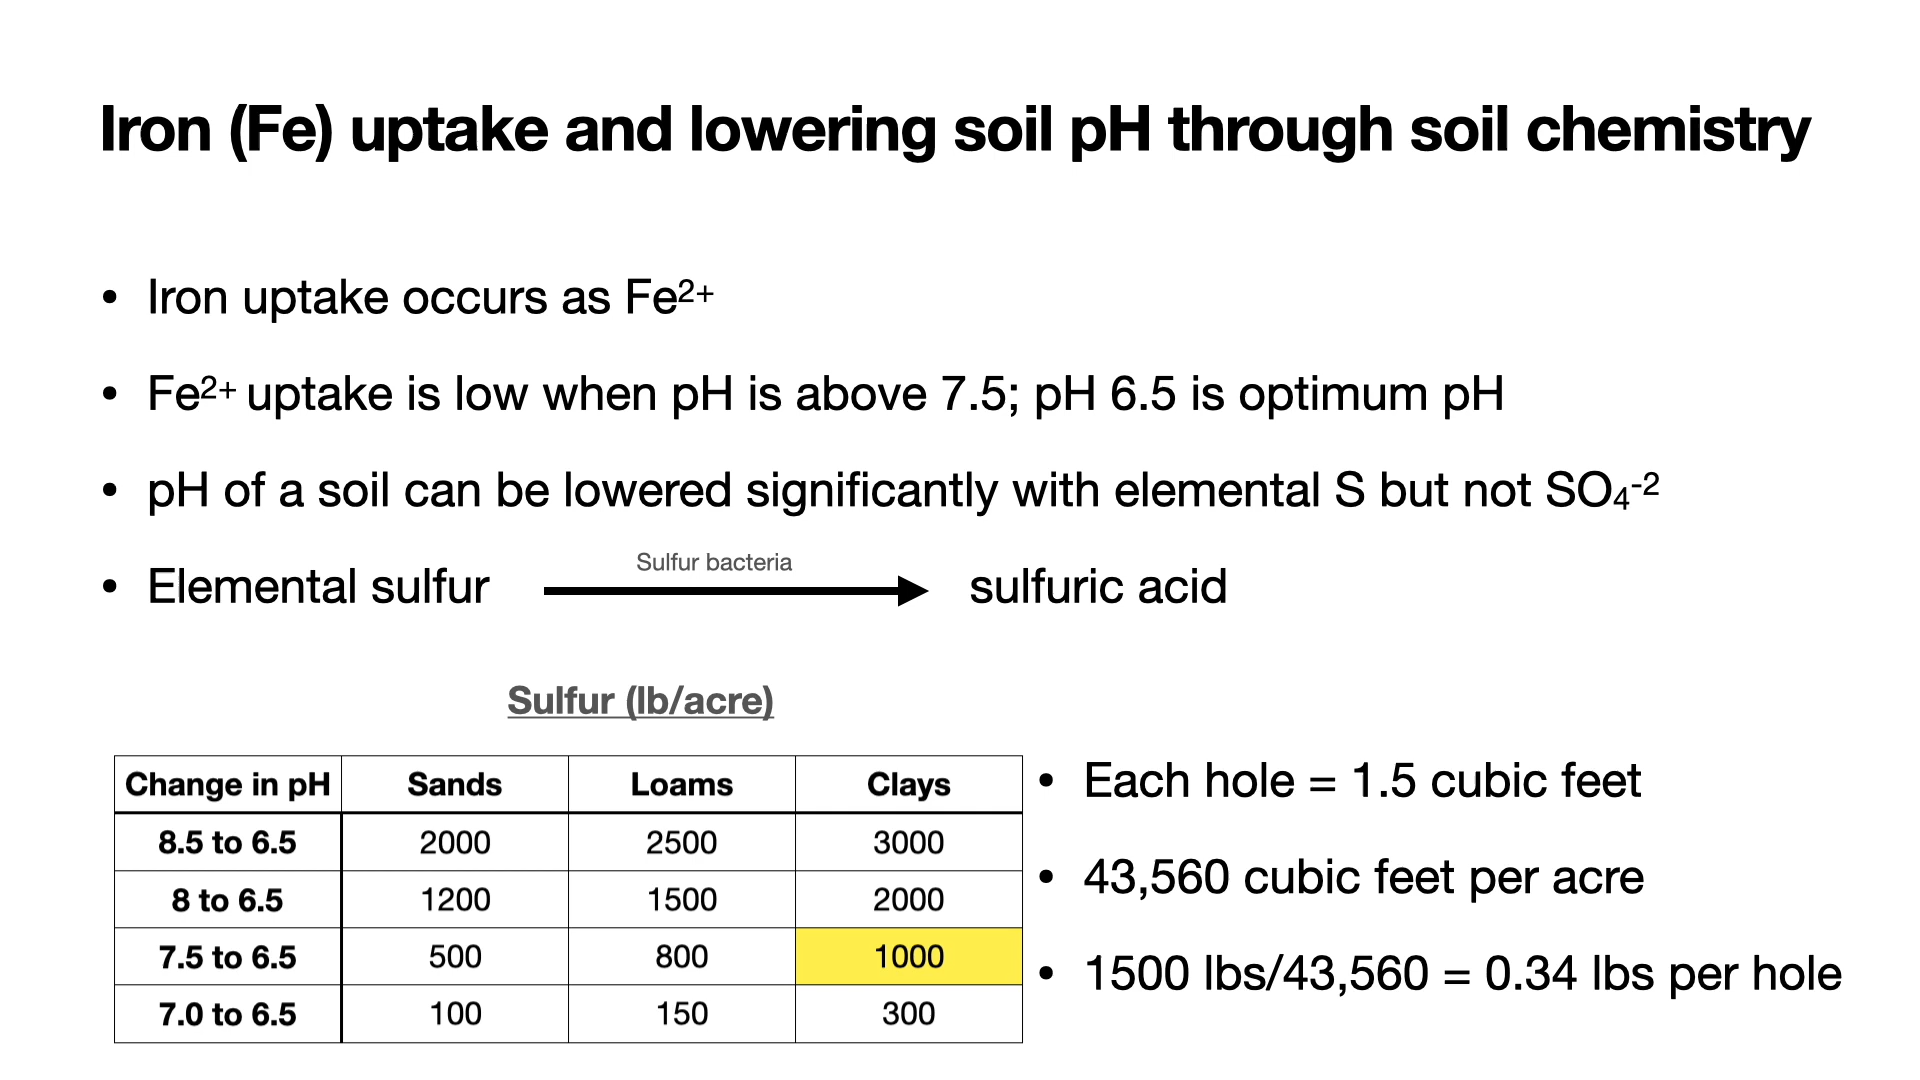 Iron (Fe) uptake and lowering soil pH through soil chemistry
• Iron uptake occurs as Fe²⁺
• Fe²⁺ uptake is low when pH is above 7.5; pH 6.5 is optimum pH
• pH of a soil can be lowered significantly with elemental S but not SO₄⁻²
• Elemental sulfur Sulfur bacteria sulfuric acid
Sulfur (lb/acre)
Change in pH Sands Loams Clays
8.5 to 6.5 2000 2500 3000
8 to 6.5 1200 1500 2000
7.5 to 6.5 500 800 1000
7.0 to 6.5 100 150 300
• Each hole = 1.5 cubic feet
• 43,560 cubic feet per acre
• 1500 lbs/43,560 = 0.34 lbs per hole